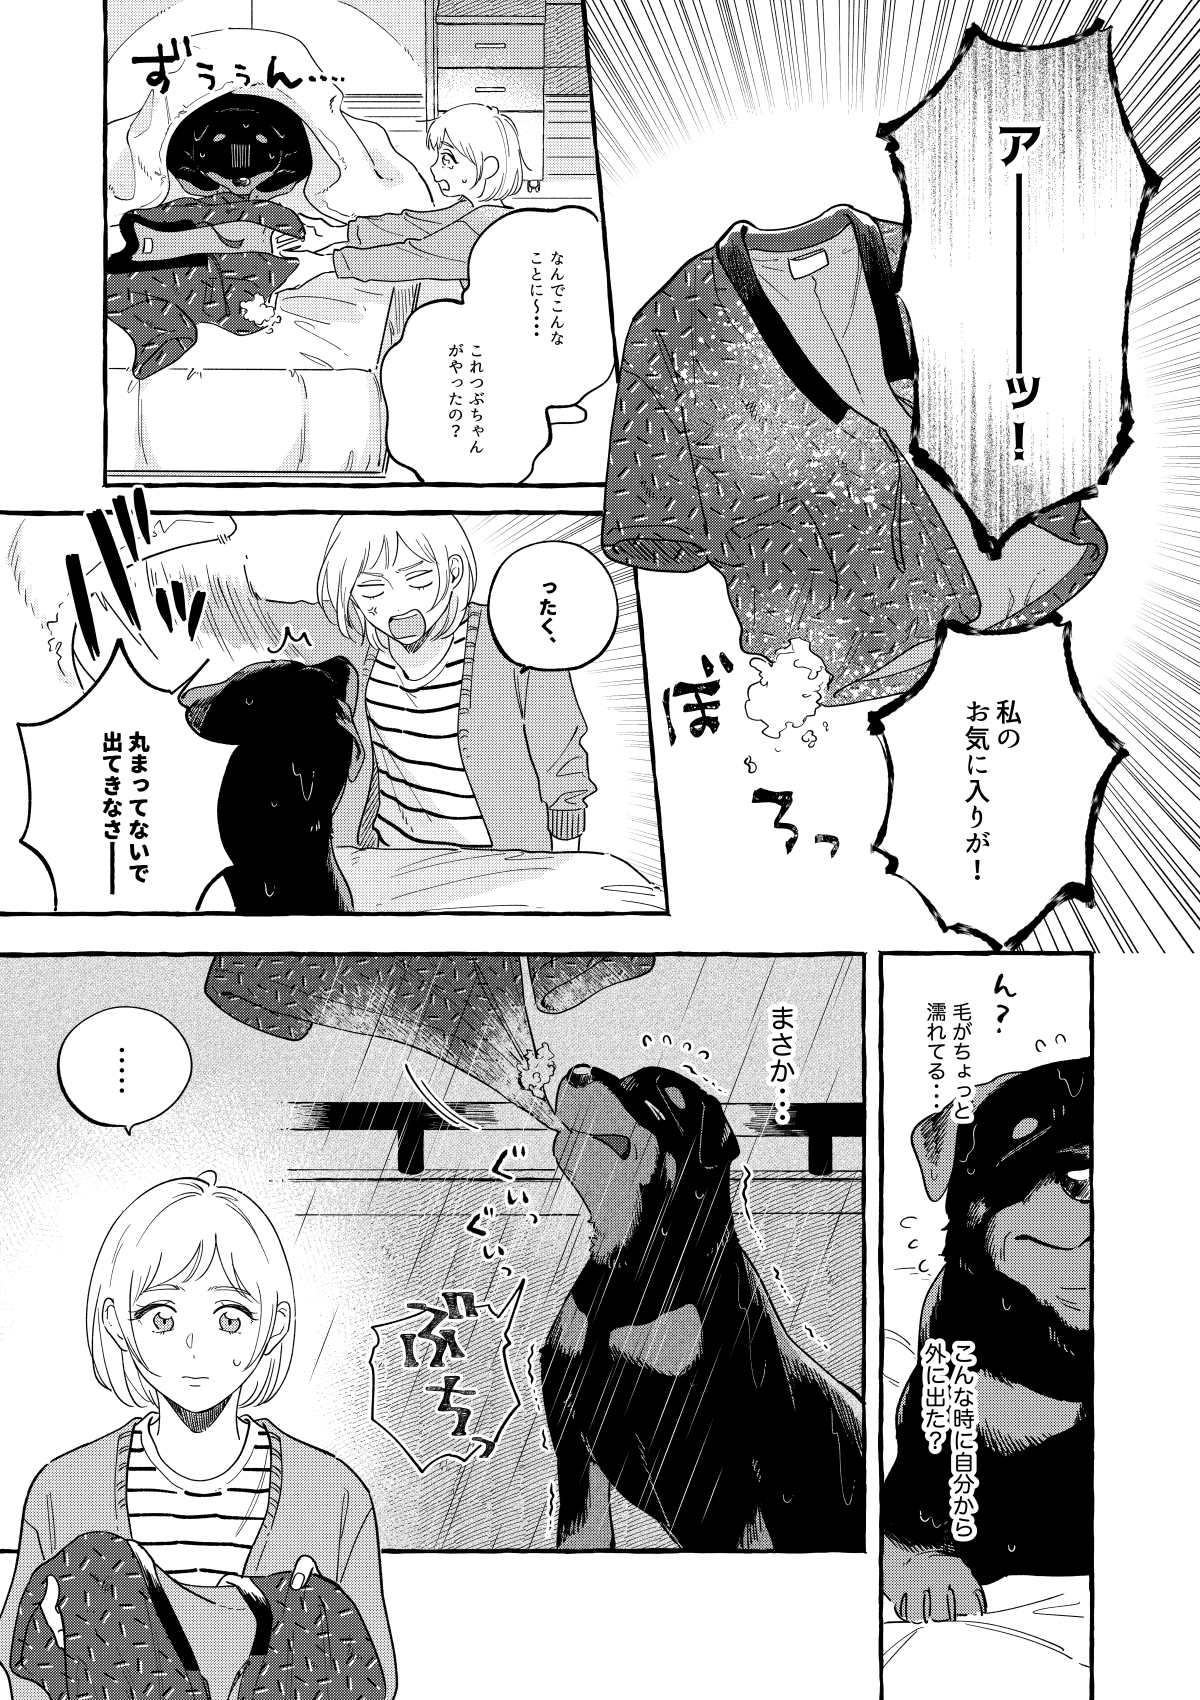 アーーーッ！
私の
お気に入りが！
ぼ
ろっ
ずぅぅん‥‥
なんでこんな
ことに～‥‥
これつぶちゃん
がやったの？
ったく、
丸まってないで
出てきなさ――
ん？
毛がちょっと
濡れてる‥‥
こんな時に自分から
外に出た？
まさか‥‥
ぐいっ
ぐいっ
ぶちっ
‥‥‥